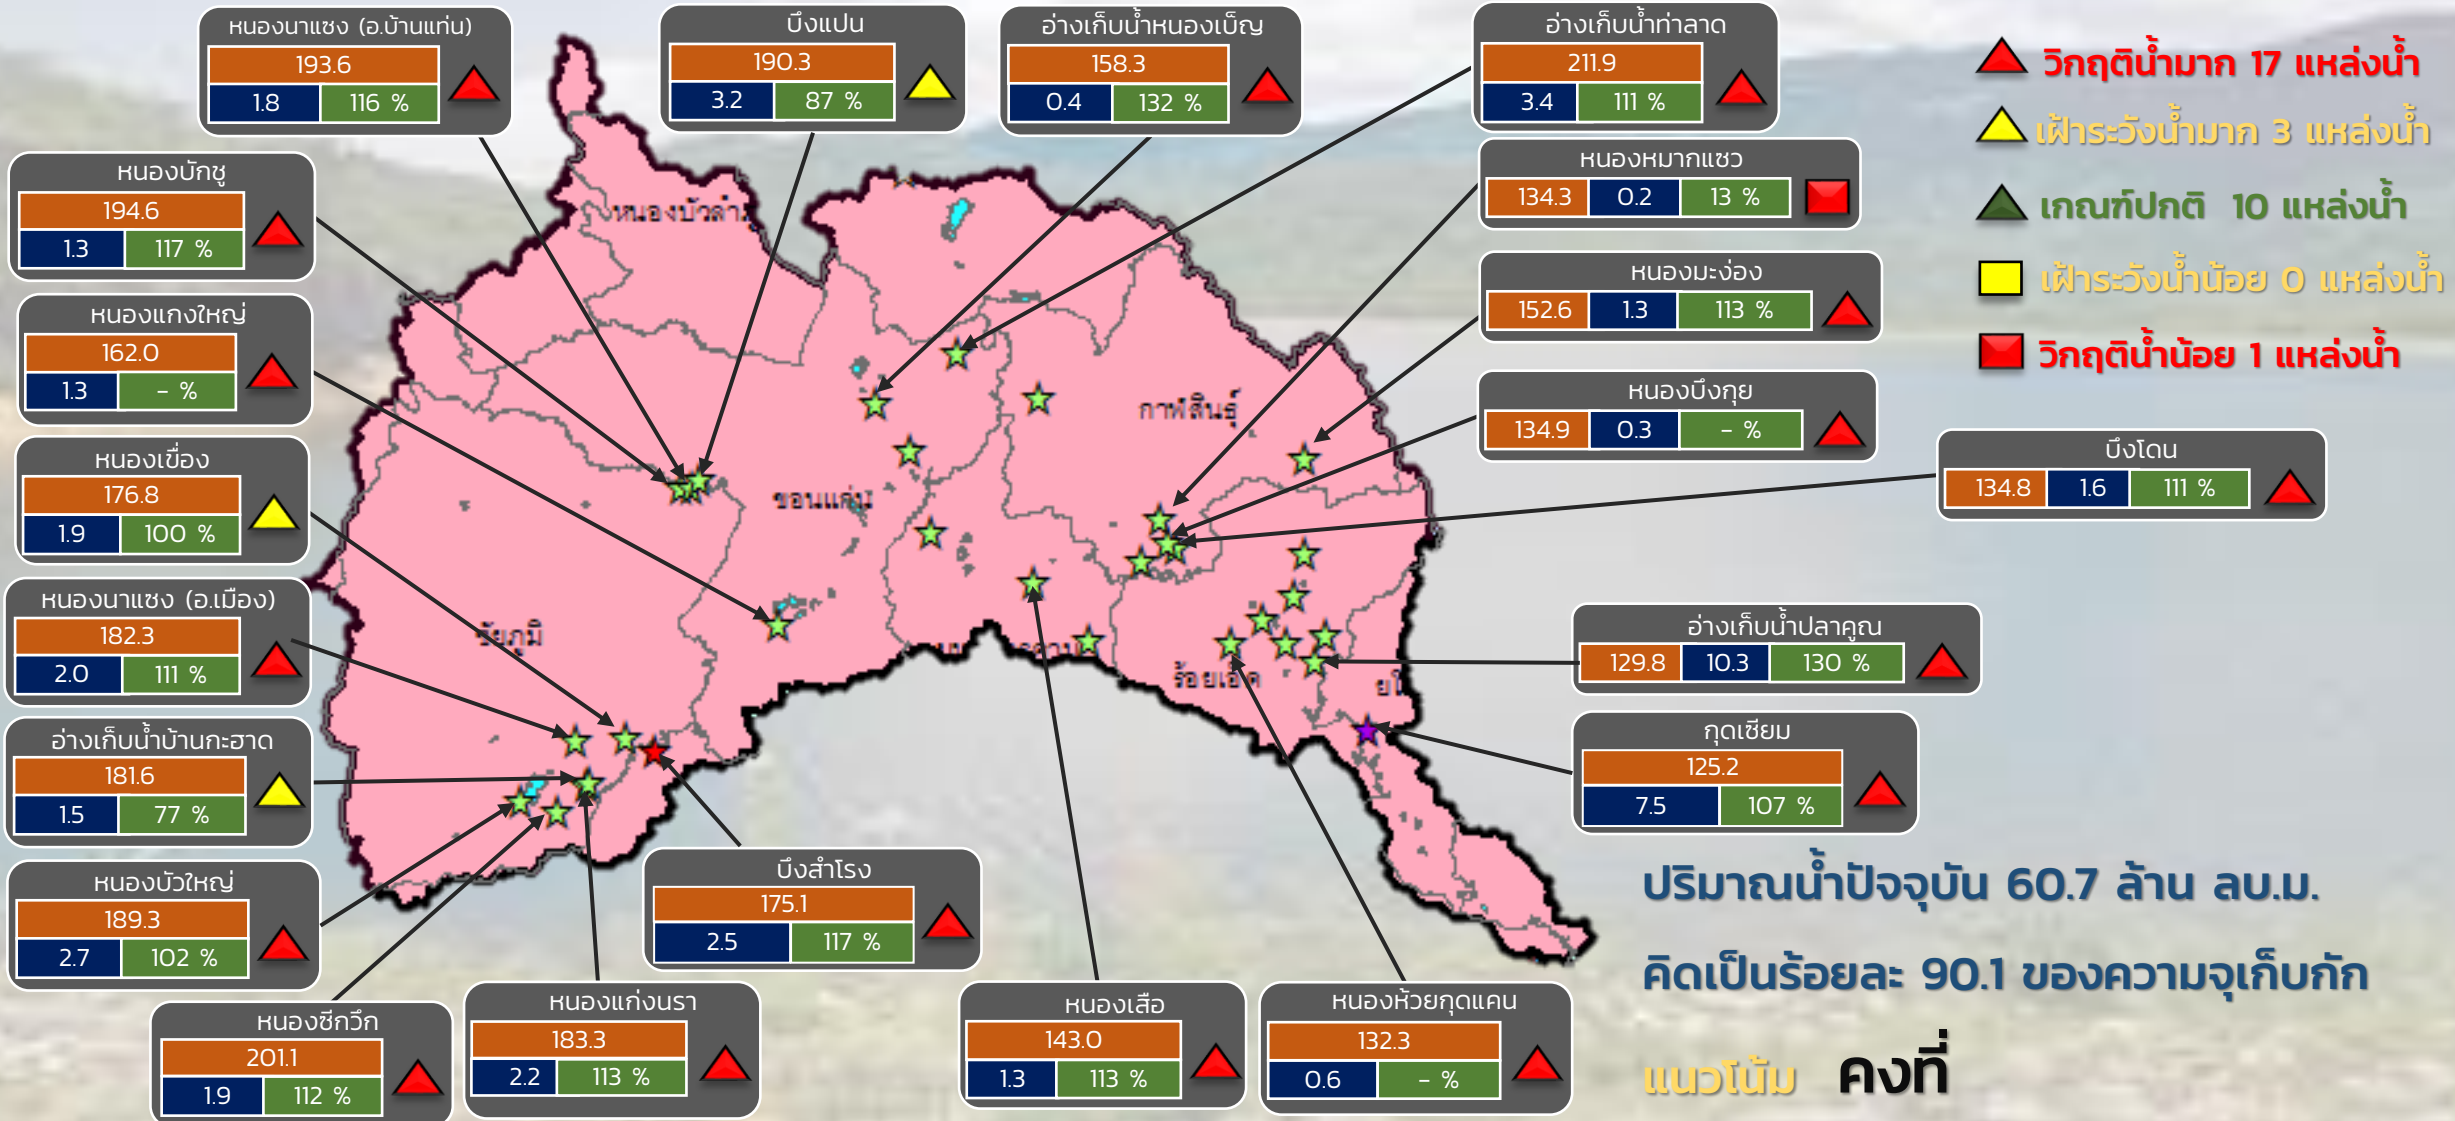 หนองนาแซง (อ.บ้านแท่น)
193.6
1.8 116 %
บึงแปน
190.3
3.2 87 %
อ่างเก็บน้ำหนองเบ็ญ
158.3
0.4 132 %
อ่างเก็บน้ำท่าลาด
211.9
3.4 111 %
วิกฤติน้ำมาก 17 แหล่งน้ำ
เฝ้าระวังน้ำมาก 3 แหล่งน้ำ
เกณฑ์ปกติ 10 แหล่งน้ำ
เฝ้าระวังน้ำน้อย 0 แหล่งน้ำ
วิกฤติน้ำน้อย 1 แหล่งน้ำ
หนองบักชู
194.6
1.3 117 %
หนองแกงใหญ่
162.0
1.3 - %
หนองเขื่อง
176.8
1.9 100 %
หนองนาแซง (อ.เมือง)
182.3
2.0 111 %
อ่างเก็บน้ำบ้านกะฮาด
181.6
1.5 77 %
หนองบัวใหญ่
189.3
2.7 102 %
หนองซีกวึก
201.1
1.9 112 %
หนองแก่งนรา
183.3
2.2 113 %
บึงสำโรง
175.1
2.5 117 %
หนองเสือ
143.0
1.3 113 %
หนองห้วยกุดแคน
132.3
0.6 - %
หนองหมากแซว
134.3 0.2 13 %
หนองมะง่อง
152.6 1.3 113 %
หนองบึงกุย
134.9 0.3 - %
บึงโดน
134.8 1.6 111 %
อ่างเก็บน้ำปลาคูณ
129.8 10.3 130 %
กุดเชียม
125.2
7.5 107 %
กาฬสินธุ์
ขอนแก่น
ชัยภูมิ
ร้อยเอ็ด
ปริมาณน้ำปัจจุบัน 60.7 ล้าน ลบ.ม.
คิดเป็นร้อยละ 90.1 ของความจุเก็บกัก
แนวโน้ม คงที่